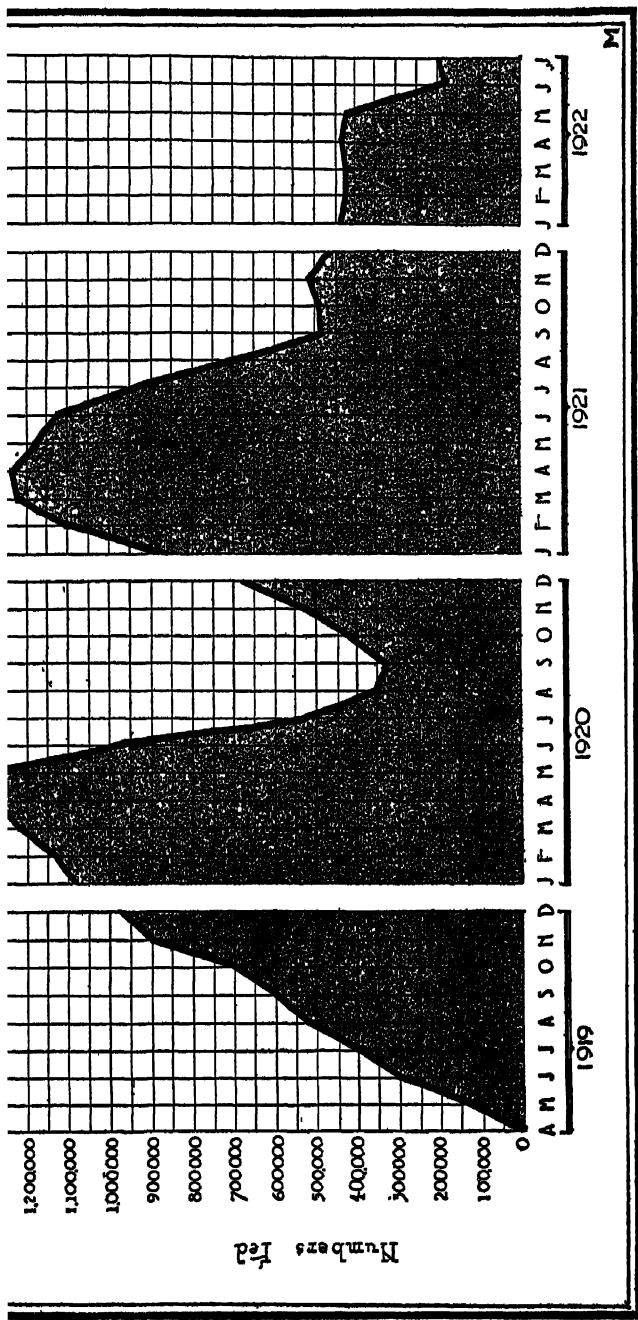 Numbers Fed
1,200,000
1,100,000
1,000,000
900,000
800,000
700,000
600,000
500,000
400,000
300,000
200,000
100,000
0
A M J J A S O N D
1919
J F M A M J J A S O N D
1920
J F M A M J J A S O N D
1921
J F M A M J J
1922
M